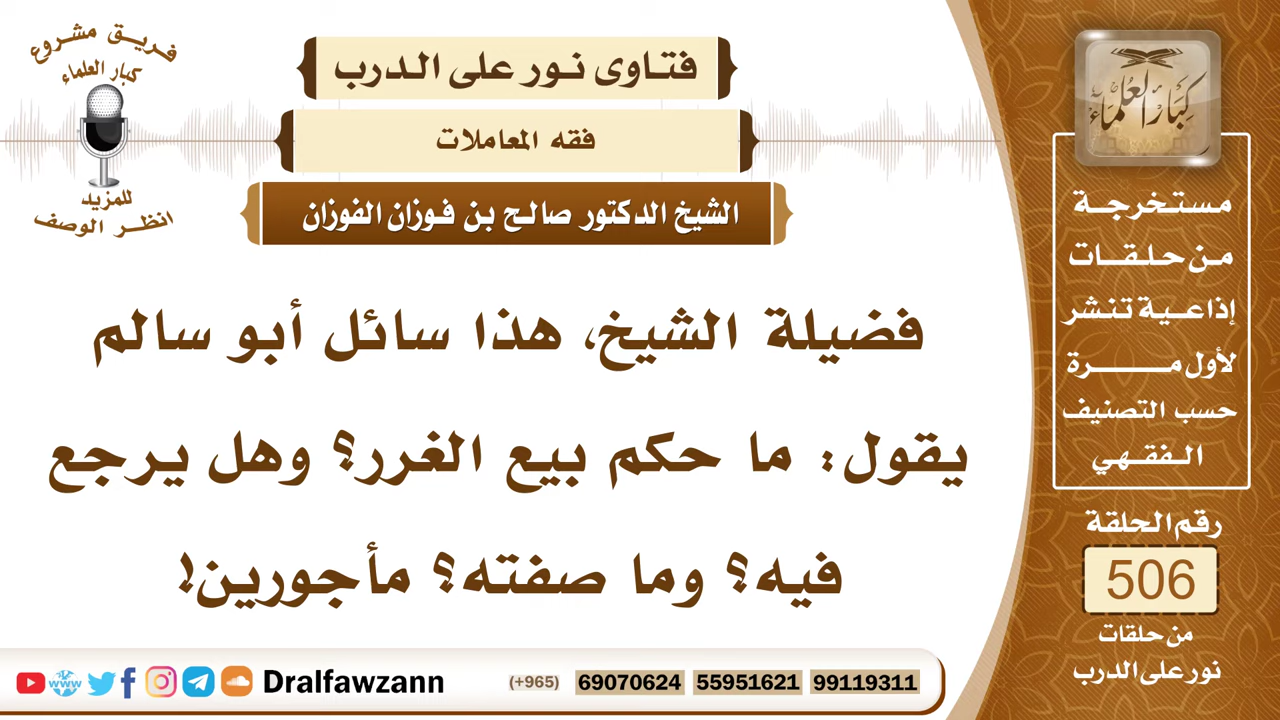 فريق مشروع
كبار العلماء
للمزيد
انظر الوصف
فتاوى نور على الدرب
فقه المعاملات
الشيخ الدكتور صالح بن فوزان الفوزان
فضيلة الشيخ، هذا سائل أبو سالم
يقول: ما حكم بيع الغرر؟ وهل يرجع
فيه؟ وما صفته؟ مأجورين!
كبار العلماء
مستخرجة
من حلقات
إذاعية تنشر
لأول مرة
حسب التصنيف
الفقهي
رقم الحلقة
506
من حلقات
نور على الدرب
www
Dralfawzann
(+965) 69070624 55951621 99119311